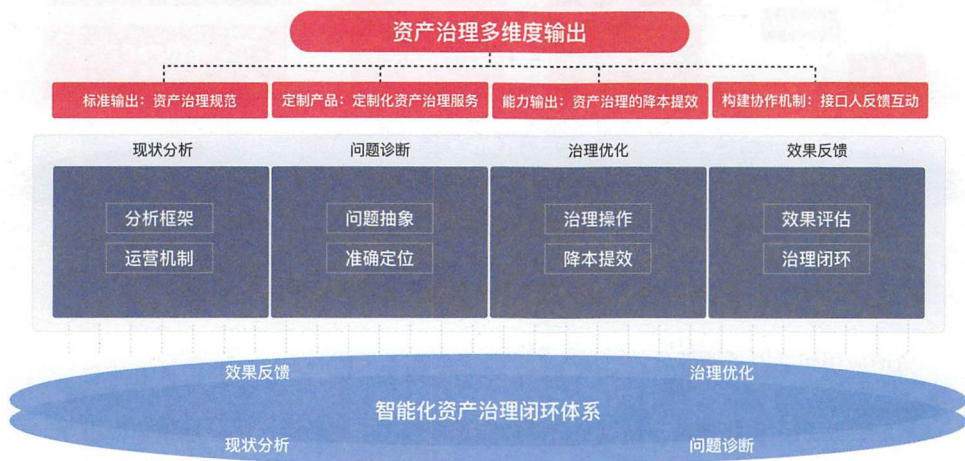 资产治理多维度输出
标准输出：资产治理规范
定制产品：定制化资产治理服务
能力输出：资产治理的降本提效
构建协作机制：接口人反馈互动
现状分析
问题诊断
治理优化
效果反馈
分析框架
问题抽象
治理操作
效果评估
运营机制
准确定位
降本提效
治理闭环
效果反馈
治理优化
智能化资产治理闭环体系
现状分析
问题诊断